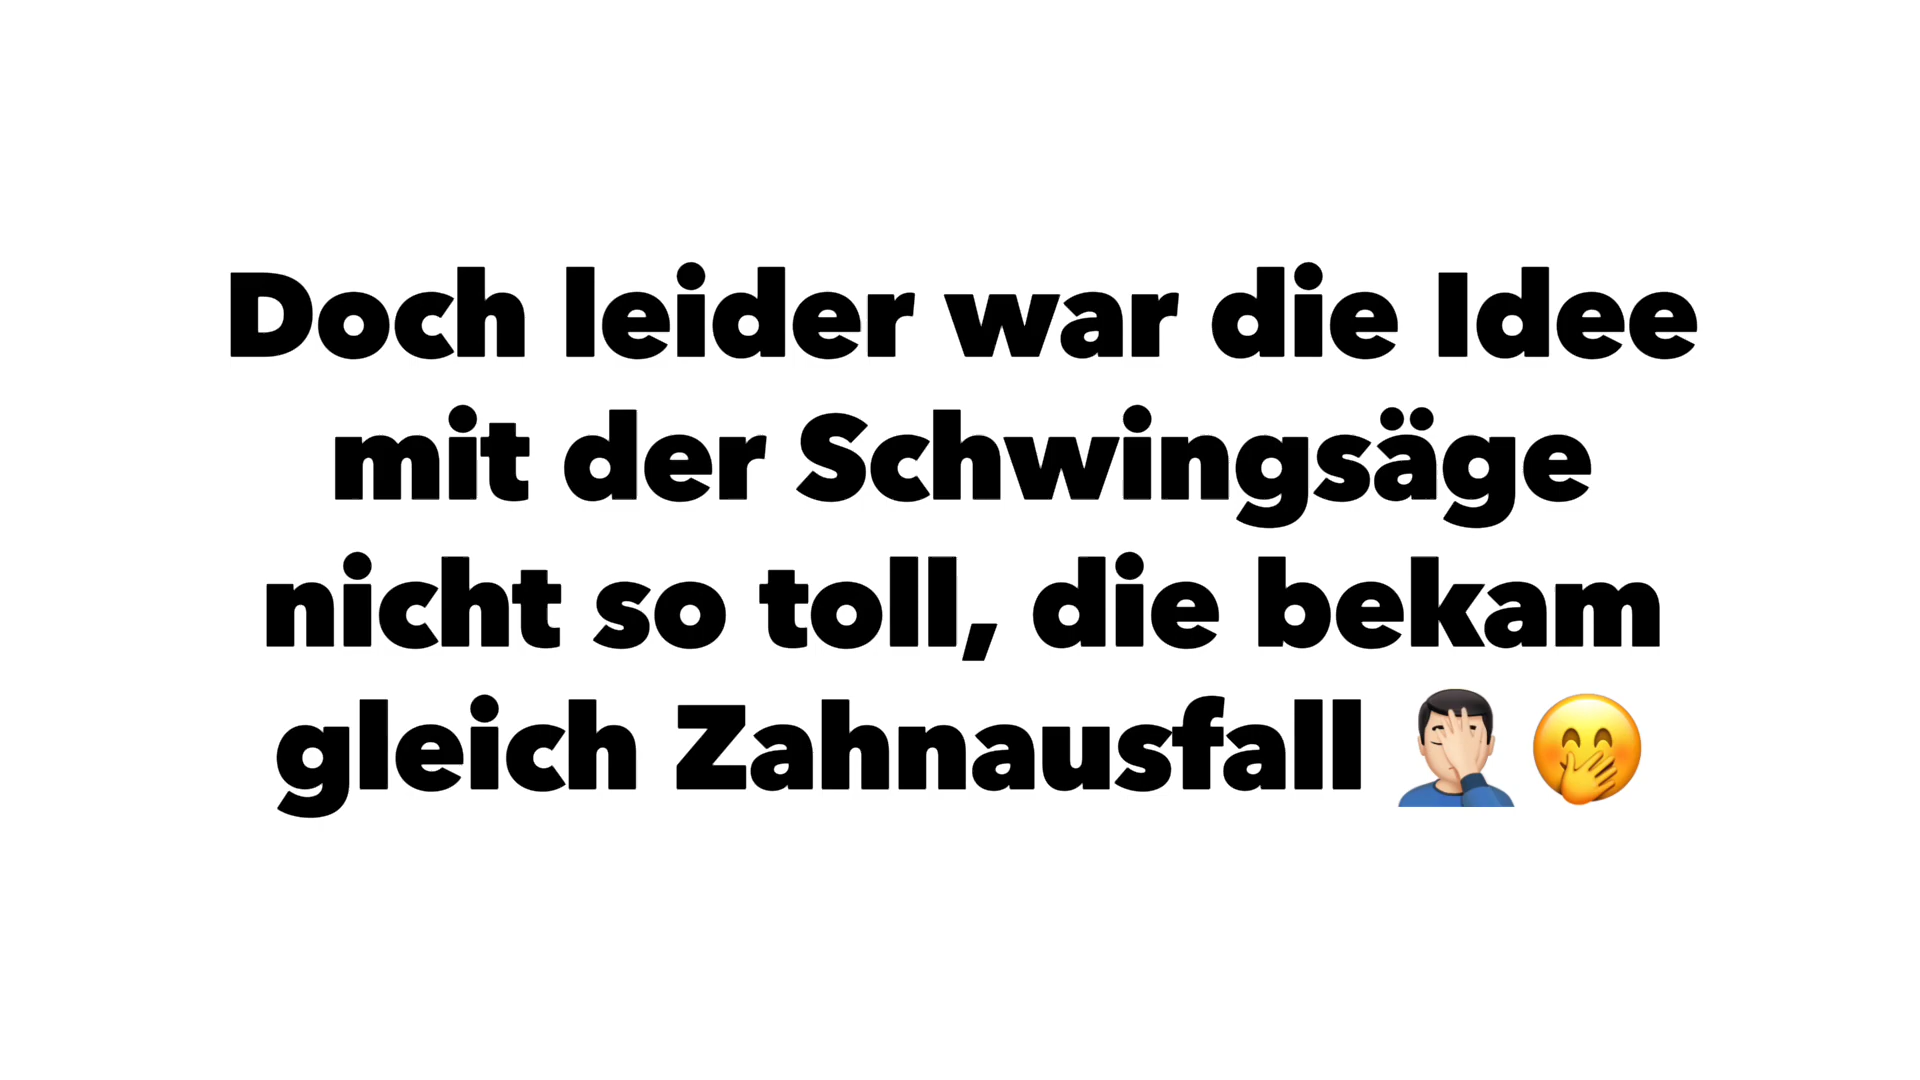 Doch leider war die Idee
mit der Schwingsäge
nicht so toll, die bekam
gleich Zahnausfall 🤦🏻‍♂️🤭